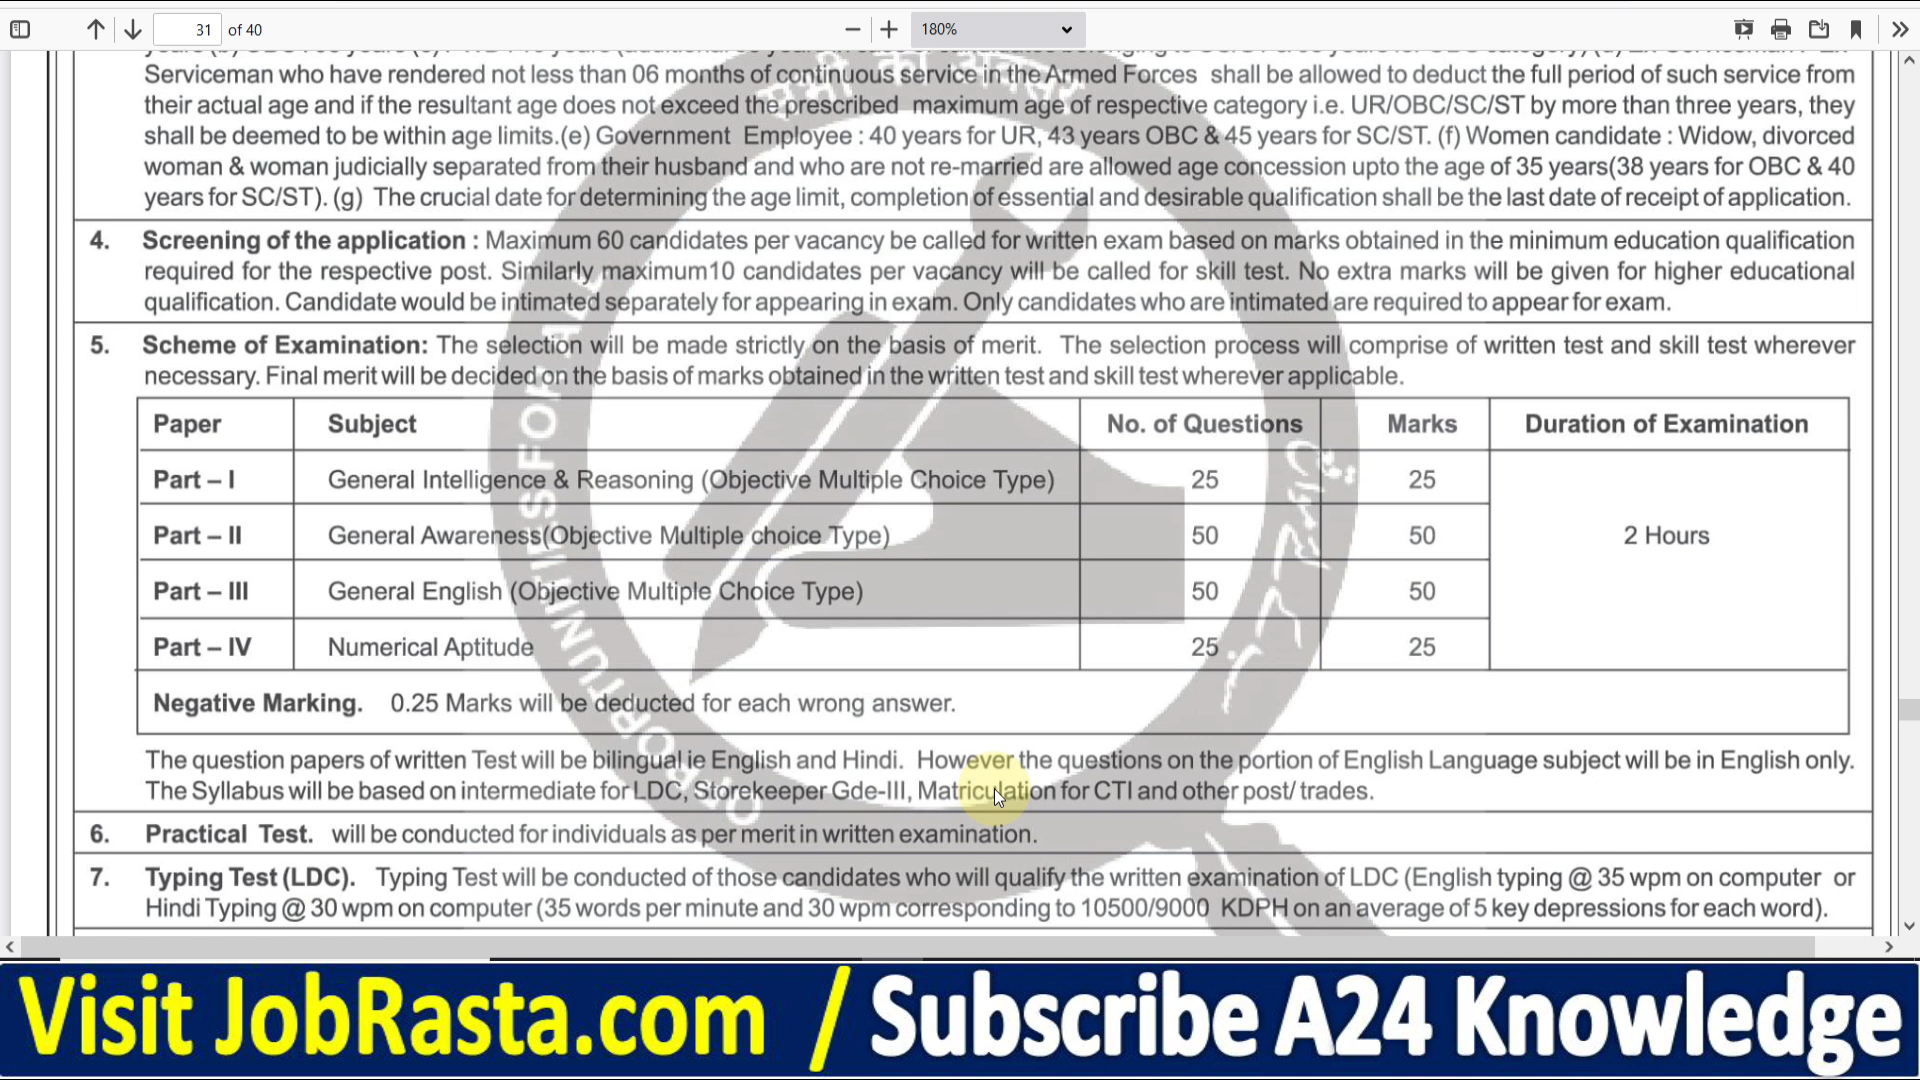 31 of 40
180%
Serviceman who have rendered not less than 06 months of continuous service in the Armed Forces shall be allowed to deduct the full period of such service from
their actual age and if the resultant age does not exceed the prescribed maximum age of respective category i.e. UR/OBC/SC/ST by more than three years, they
shall be deemed to be within age limits.(e) Government Employee : 40 years for UR, 43 years OBC & 45 years for SC/ST. (f) Women candidate : Widow, divorced
woman & woman judicially separated from their husband and who are not re-married are allowed age concession upto the age of 35 years(38 years for OBC & 40
years for SC/ST). (g) The crucial date for determining the age limit, completion of essential and desirable qualification shall be the last date of receipt of application.
4. Screening of the application : Maximum 60 candidates per vacancy be called for written exam based on marks obtained in the minimum education qualification
required for the respective post. Similarly maximum10 candidates per vacancy will be called for skill test. No extra marks will be given for higher educational
qualification. Candidate would be intimated separately for appearing in exam. Only candidates who are intimated are required to appear for exam.
5. Scheme of Examination: The selection will be made strictly on the basis of merit. The selection process will comprise of written test and skill test wherever
necessary. Final merit will be decided on the basis of marks obtained in the written test and skill test wherever applicable.
Paper Subject No. of Questions Marks Duration of Examination
Part – I General Intelligence & Reasoning (Objective Multiple Choice Type) 25 25
Part – II General Awareness(Objective Multiple choice Type) 50 50 2 Hours
Part – III General English (Objective Multiple Choice Type) 50 50
Part – IV Numerical Aptitude 25 25
Negative Marking. 0.25 Marks will be deducted for each wrong answer.
The question papers of written Test will be bilingual ie English and Hindi. However the questions on the portion of English Language subject will be in English only.
The Syllabus will be based on intermediate for LDC, Storekeeper Gde-III, Matriculation for CTI and other post/ trades.
6. Practical Test. will be conducted for individuals as per merit in written examination.
7. Typing Test (LDC). Typing Test will be conducted of those candidates who will qualify the written examination of LDC (English typing @ 35 wpm on computer or
Hindi Typing @ 30 wpm on computer (35 words per minute and 30 wpm corresponding to 10500/9000 KDPH on an average of 5 key depressions for each word).
OPPORTUNITIES FOR ALL
सभी को अवसर
Visit JobRasta.com / Subscribe A24 Knowledge